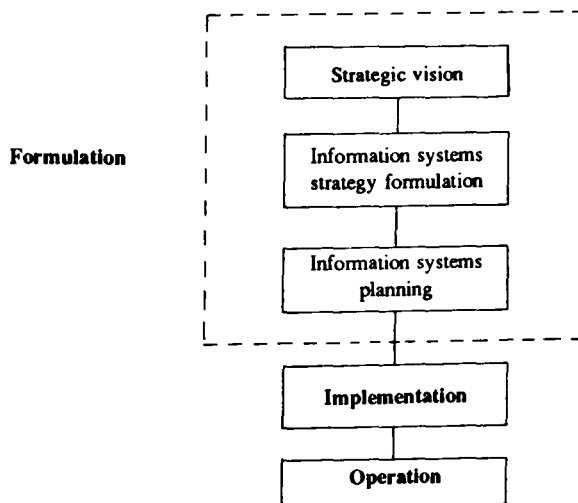 Strategic vision
Formulation
Information systems
strategy formulation
Information systems
planning
Implementation
Operation